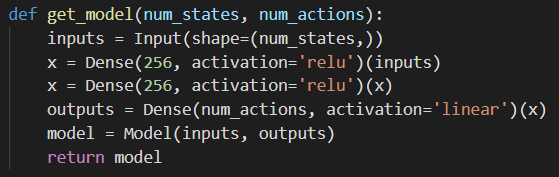 def get_model(num_states, num_actions):
    inputs = Input(shape=(num_states,))
    x = Dense(256, activation='relu')(inputs)
    x = Dense(256, activation='relu')(x)
    outputs = Dense(num_actions, activation='linear')(x)
    model = Model(inputs, outputs)
    return model